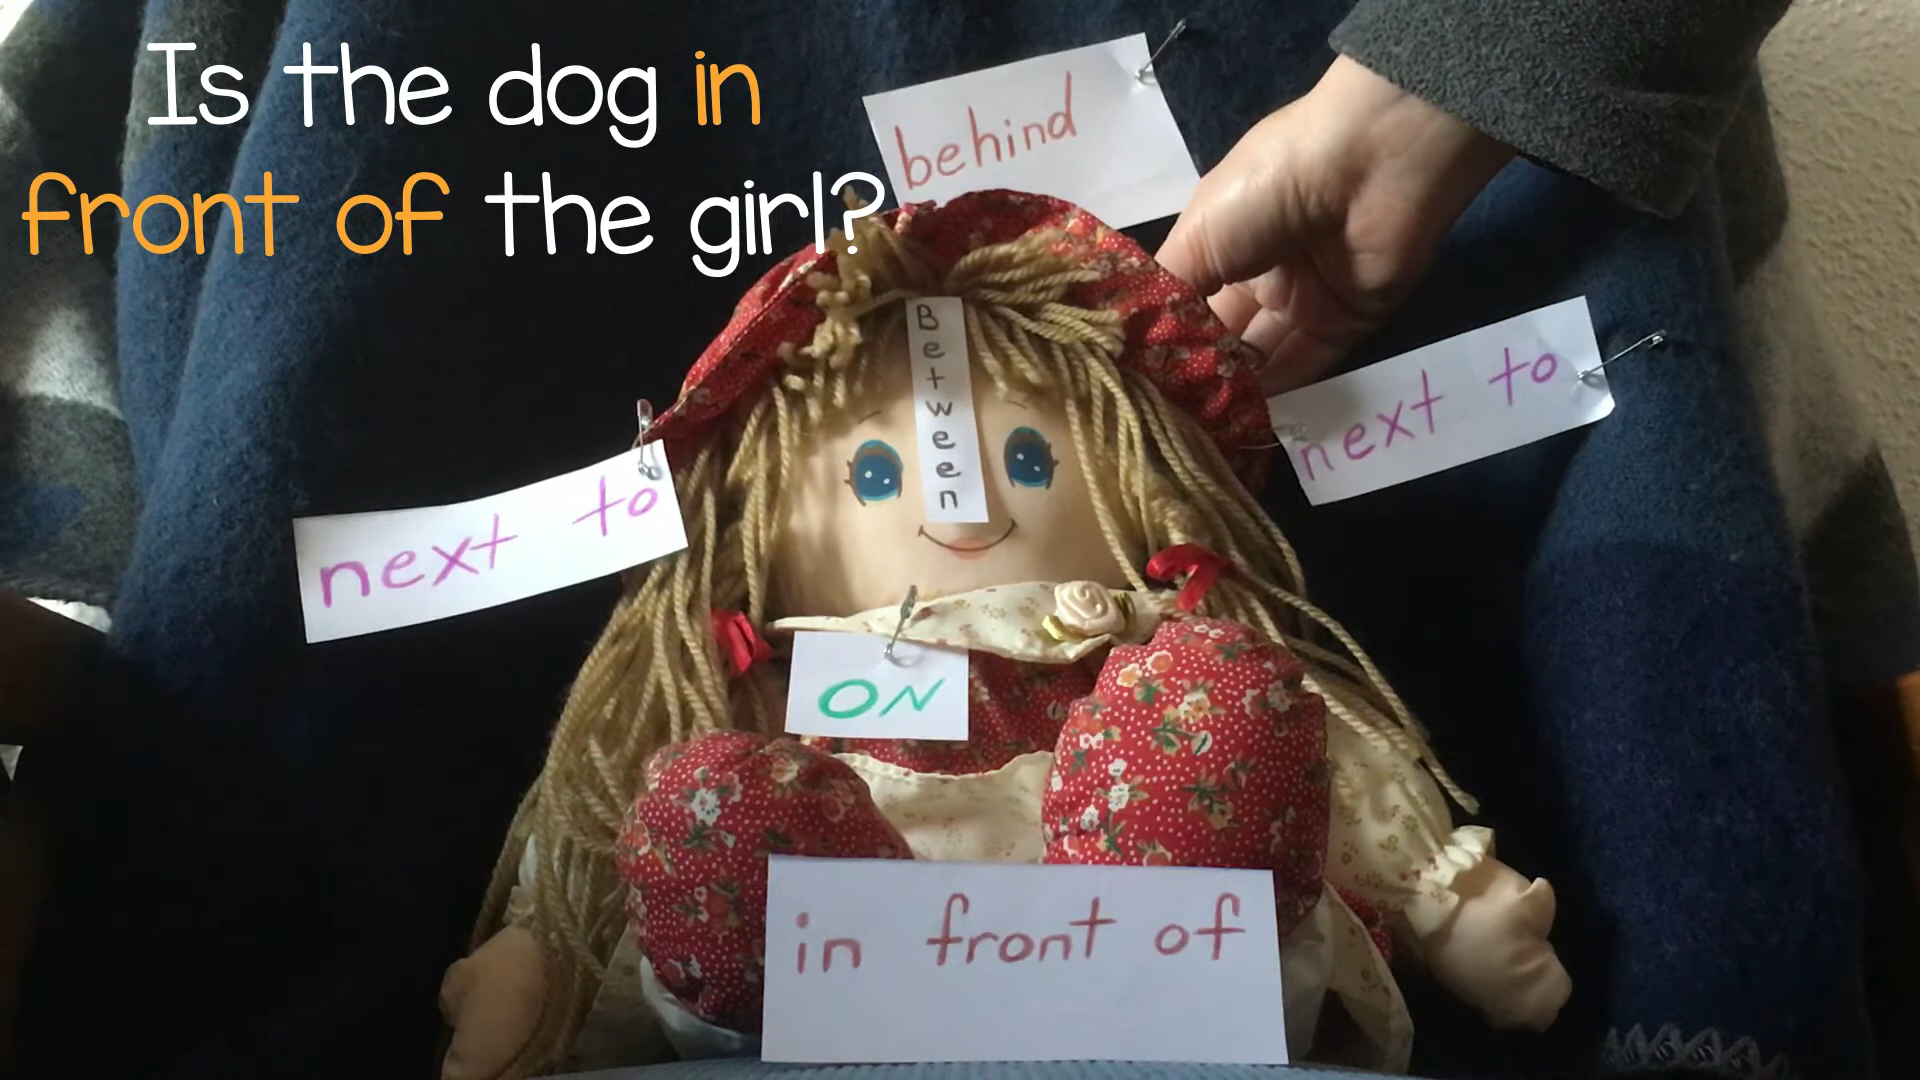 Is the dog in
front of the girl?
behind
Between
next to
next to
ON
in front of